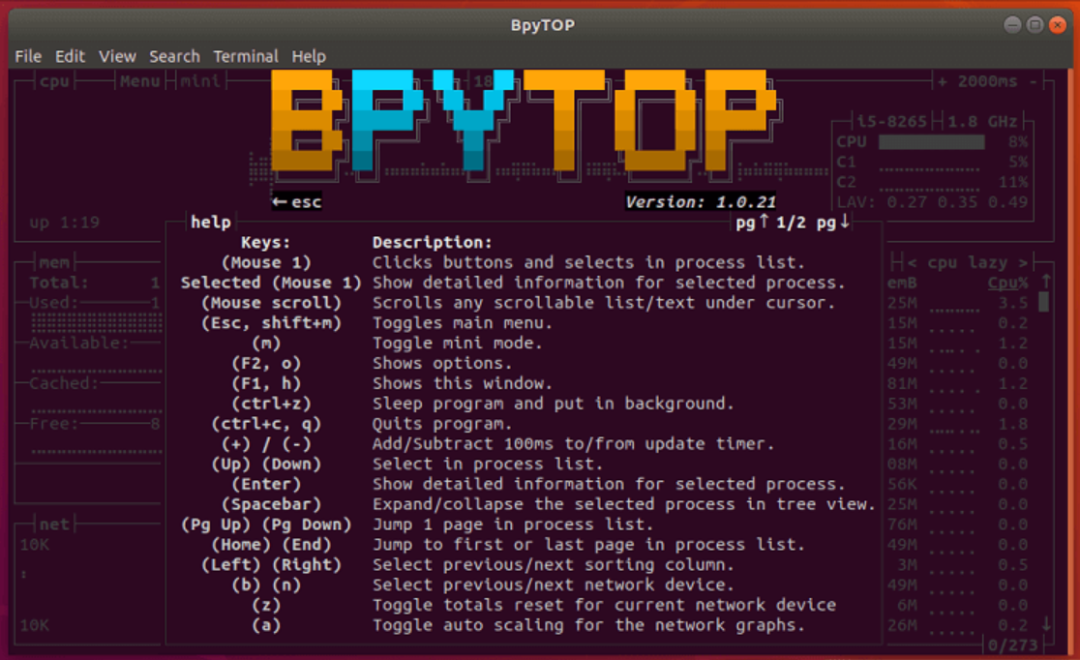 BpyTOP
File Edit View Search Terminal Help
cpu Menu mini 18 + 2000ms -
BPYTOP
i5-8265 1.8 GHz
CPU 8%
C1 5%
C2 11%
LAV: 0.27 0.35 0.49
←esc Version: 1.0.21
up 1:19
help pg↑ 1/2 pg↓
Keys: Description:
(Mouse 1) Clicks buttons and selects in process list.
Selected (Mouse 1) Show detailed information for selected process.
(Mouse scroll) Scrolls any scrollable list/text under cursor.
(Esc, shift+m) Toggles main menu.
(m) Toggle mini mode.
(F2, o) Shows options.
(F1, h) Shows this window.
(ctrl+z) Sleep program and put in background.
(ctrl+c, q) Quits program.
(+) / (-) Add/Subtract 100ms to/from update timer.
(Up) (Down) Select in process list.
(Enter) Show detailed information for selected process.
(Spacebar) Expand/collapse the selected process in tree view.
(Pg Up) (Pg Down) Jump 1 page in process list.
(Home) (End) Jump to first or last page in process list.
(Left) (Right) Select previous/next sorting column.
(b) (n) Select previous/next network device.
(z) Toggle totals reset for current network device
(a) Toggle auto scaling for the network graphs.
mem
Total: 1
Used: 1
Available:
Cached:
Free: 8
net
10K
10K
< cpu lazy >
emB Cpu% ↑
25M 3.5
15M 0.2
15M 1.2
49M 0.0
81M 1.2
53M 0.0
29M 1.8
16M 0.5
08M 0.0
56K 0.0
25M 0.0
76M 0.0
49M 0.0
3M 0.5
49M 0.0
6M 0.0
26M 0.2 ↓
0/273